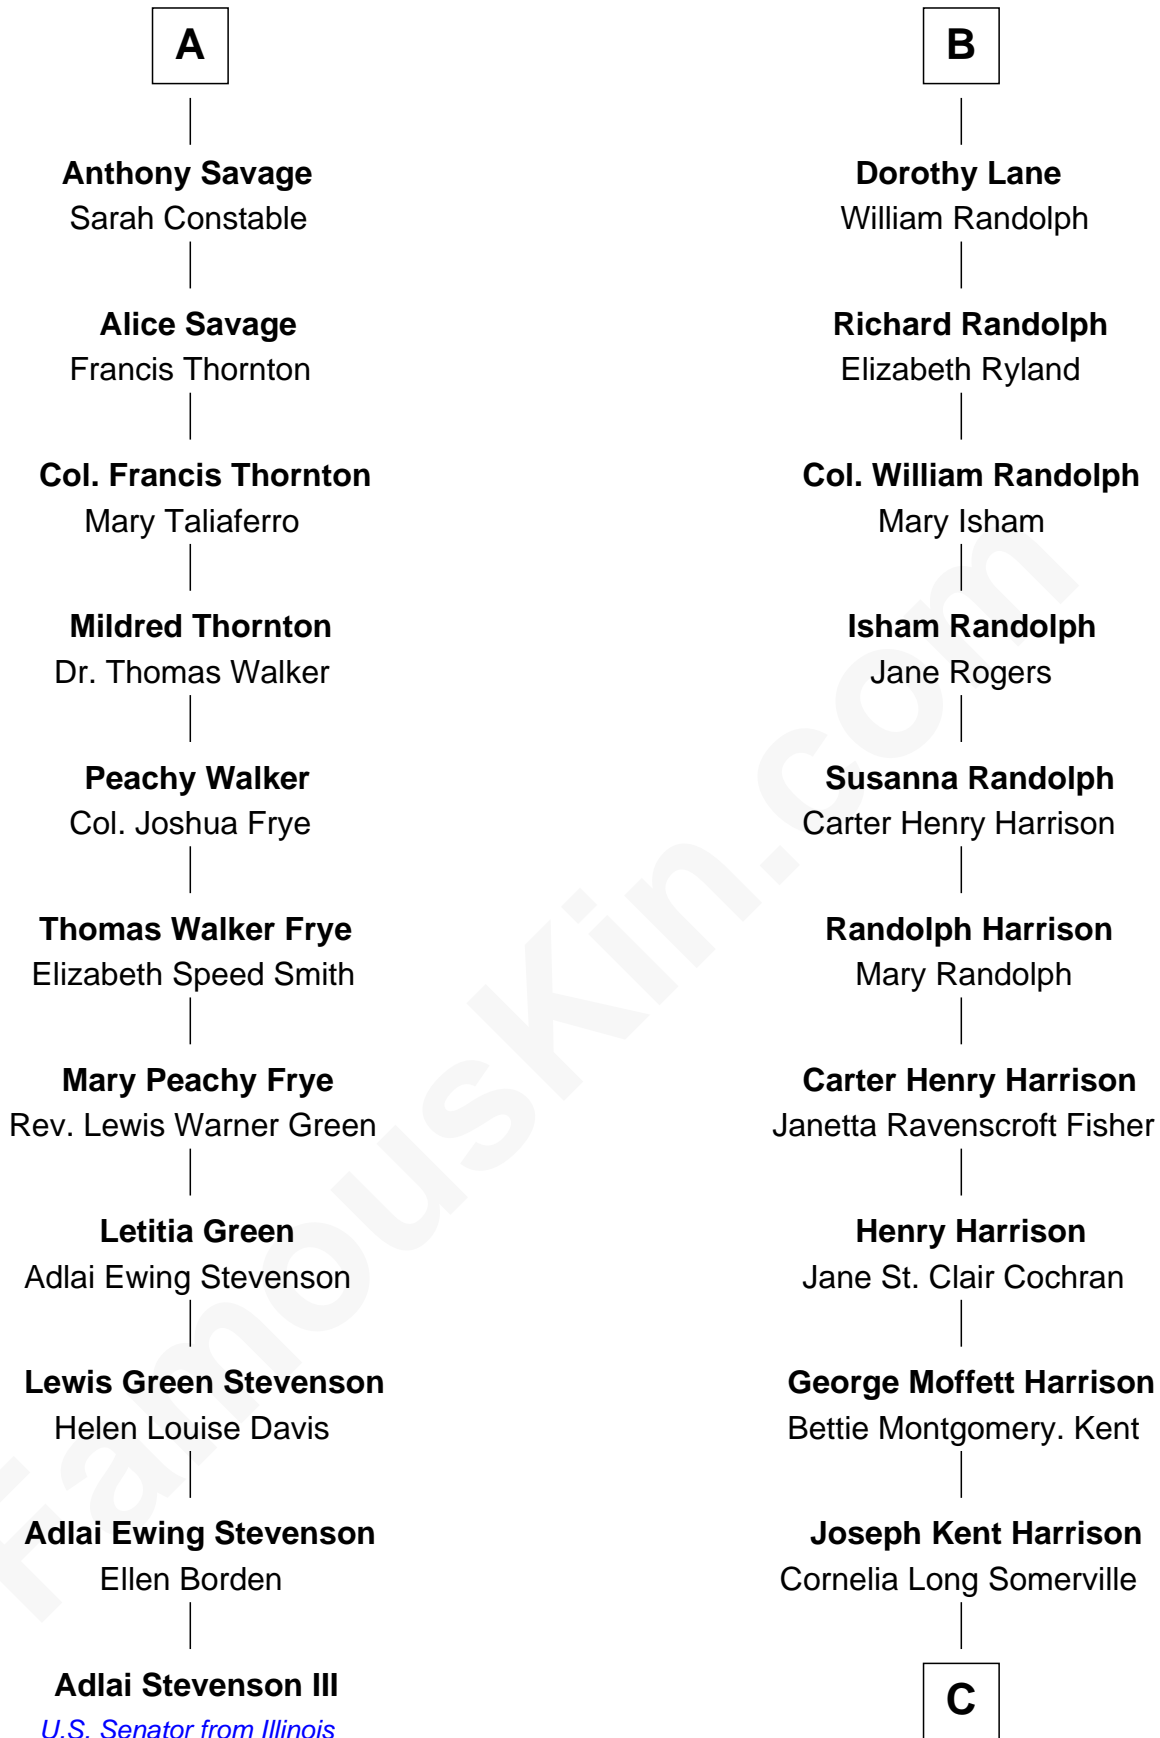 A
Anthony Savage
Sarah Constable
Alice Savage
Francis Thornton
Col. Francis Thornton
Mary Taliaferro
Mildred Thornton
Dr. Thomas Walker
Peachy Walker
Col. Joshua Frye
Thomas Walker Frye
Elizabeth Speed Smith
Mary Peachy Frye
Rev. Lewis Warner Green
Letitia Green
Adlai Ewing Stevenson
Lewis Green Stevenson
Helen Louise Davis
Adlai Ewing Stevenson
Ellen Borden
Adlai Stevenson III
U.S. Senator from Illinois
B
Dorothy Lane
William Randolph
Richard Randolph
Elizabeth Ryland
Col. William Randolph
Mary Isham
Isham Randolph
Jane Rogers
Susanna Randolph
Carter Henry Harrison
Randolph Harrison
Mary Randolph
Carter Henry Harrison
Janetta Ravenscroft Fisher
Henry Harrison
Jane St. Clair Cochran
George Moffett Harrison
Bettie Montgomery. Kent
Joseph Kent Harrison
Cornelia Long Somerville
C
FamousKin.com